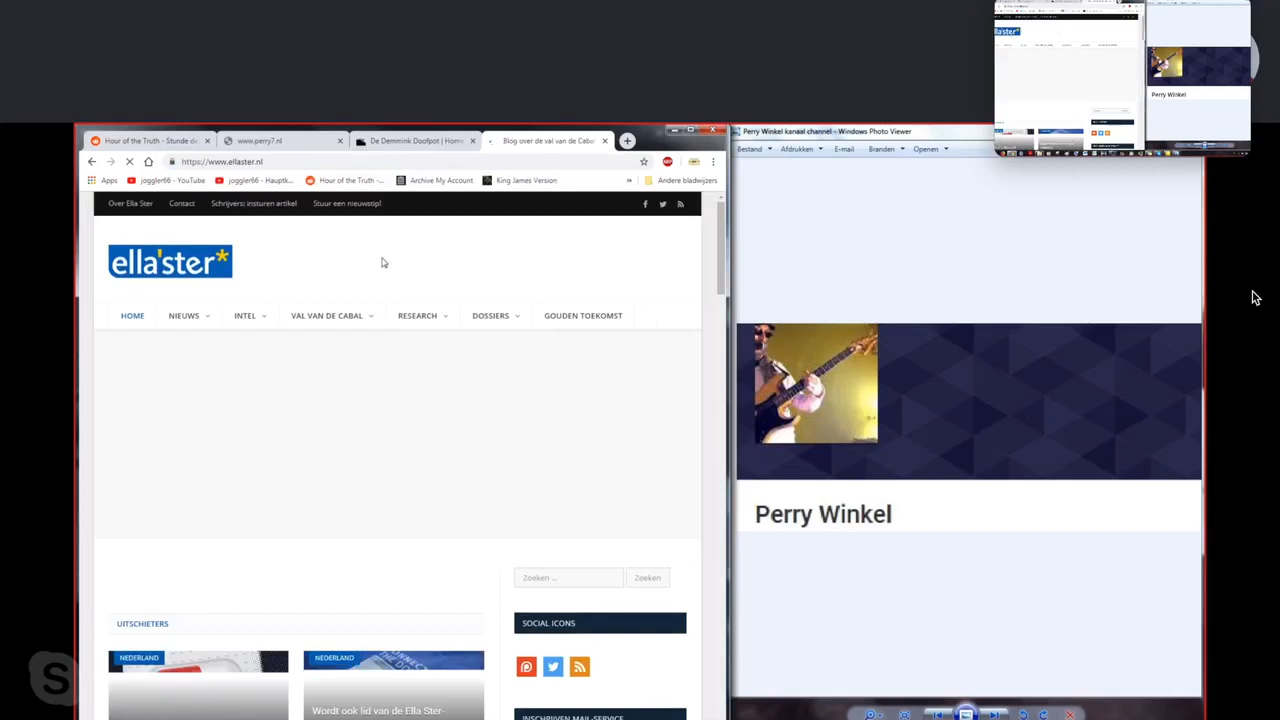 Hour of the Truth - Stunde de
www.perry7.nl
De Demmink Doofpot | Home
Blog over de val van de Cabal
https://www.ellaster.nl
Apps
joggler66 - YouTube
joggler66 - Hauptk...
Hour of the Truth -...
Archive My Account
King James Version
»
Andere bladwijzers
Over Ella Ster
Contact
Schrijvers: insturen artikel
Stuur een nieuwstip!
ella'ster*
HOME
NIEUWS
INTEL
VAL VAN DE CABAL
RESEARCH
DOSSIERS
GOUDEN TOEKOMST
Zoeken ...
Zoeken
UITSCHIETERS
SOCIAL ICONS
NEDERLAND
NEDERLAND
Wordt ook lid van de Ella Ster-
INSCHRIJVEN MAIL-SERVICE
Perry Winkel kanaal channel - Windows Photo Viewer
Bestand
Afdrukken
E-mail
Branden
Openen
Perry Winkel
ella'ster*
Perry Winkel